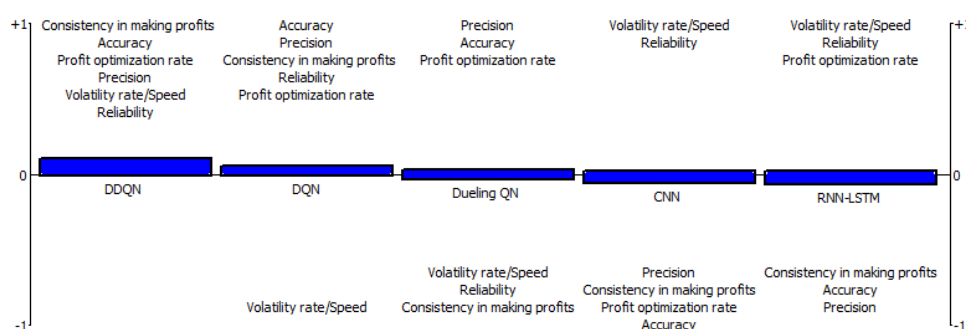 +1
Consistency in making profits
Accuracy
Profit optimization rate
Precision
Volatility rate/Speed
Reliability
Accuracy
Precision
Consistency in making profits
Reliability
Profit optimization rate
Precision
Accuracy
Profit optimization rate
Volatility rate/Speed
Reliability
Volatility rate/Speed
Reliability
Profit optimization rate
0
DDQN
DQN
Dueling QN
CNN
RNN-LSTM
0
Volatility rate/Speed
Volatility rate/Speed
Reliability
Consistency in making profits
Precision
Consistency in making profits
Profit optimization rate
Accuracy
Consistency in making profits
Accuracy
Precision
-1